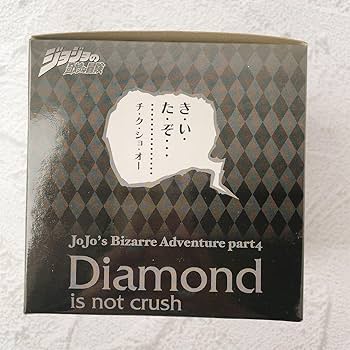 ジョジョの
奇妙な冒険
き・い・
た・ぞ・・・・
・・・・・・・・・・
チ・ク・ショ・オー
JoJo's Bizarre Adventure part4
Diamond
is not crush